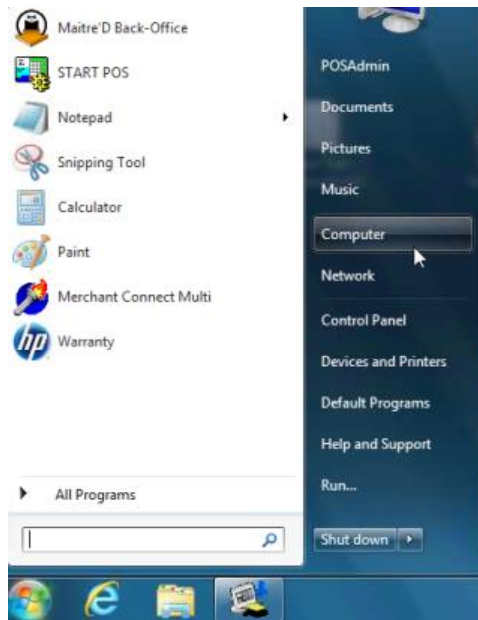 Maitre'D Back-Office
START POS
Notepad
Snipping Tool
Calculator
Paint
Merchant Connect Multi
hp
Warranty
All Programs
POSAdmin
Documents
Pictures
Music
Computer
Network
Control Panel
Devices and Printers
Default Programs
Help and Support
Run...
Shut down